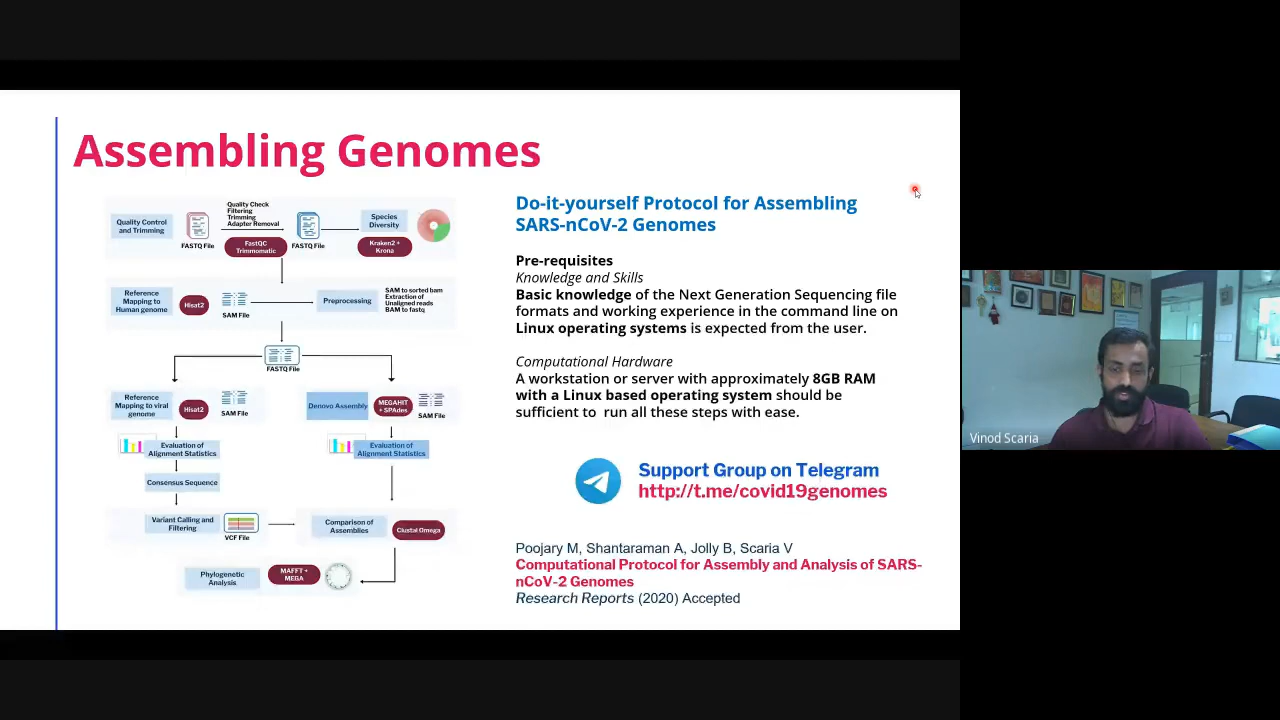 Assembling Genomes
Quality Control
and Trimming
FASTQ File
Quality Check
Filtering
Trimming
Adapter Removal
FastQC
Trimmomatic
FASTQ File
Species
Diversity
Kraken2 +
Krona
Reference
Mapping to
Human genome
Hisat2
SAM File
Preprocessing
SAM to sorted bam
Extraction of
Unaligned reads
BAM to fastq
FASTQ File
Reference
Mapping to viral
genome
Hisat2
SAM File
Denovo Assembly
MEGAHIT
+ SPAdes
SAM File
Evaluation of
Alignment Statistics
Evaluation of
Alignment Statistics
Consensus Sequence
Variant Calling and
Filtering
VCF File
Comparison of
Assemblies
Clustal Omega
Phylogenetic
Analysis
MAFFT +
MEGA
Do-it-yourself Protocol for Assembling
SARS-nCoV-2 Genomes
Pre-requisites
Knowledge and Skills
Basic knowledge of the Next Generation Sequencing file
formats and working experience in the command line on
Linux operating systems is expected from the user.
Computational Hardware
A workstation or server with approximately 8GB RAM
with a Linux based operating system should be
sufficient to run all these steps with ease.
Support Group on Telegram
http://t.me/covid19genomes
Poojary M, Shantaraman A, Jolly B, Scaria V
Computational Protocol for Assembly and Analysis of SARS-
nCoV-2 Genomes
Research Reports (2020) Accepted
Vinod Scaria